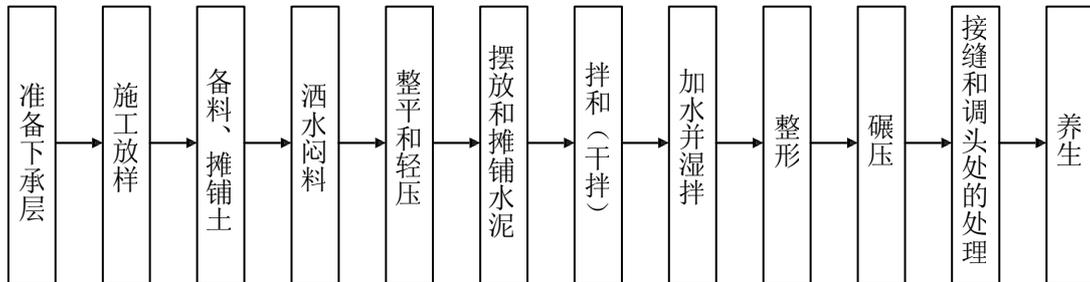 准备下承层
施工放样
备料、摊铺土
洒水闷料
整平和轻压
摆放和摊铺水泥
拌和（干拌）
加水并湿拌
整形
碾压
接缝和调头处的处理
养生